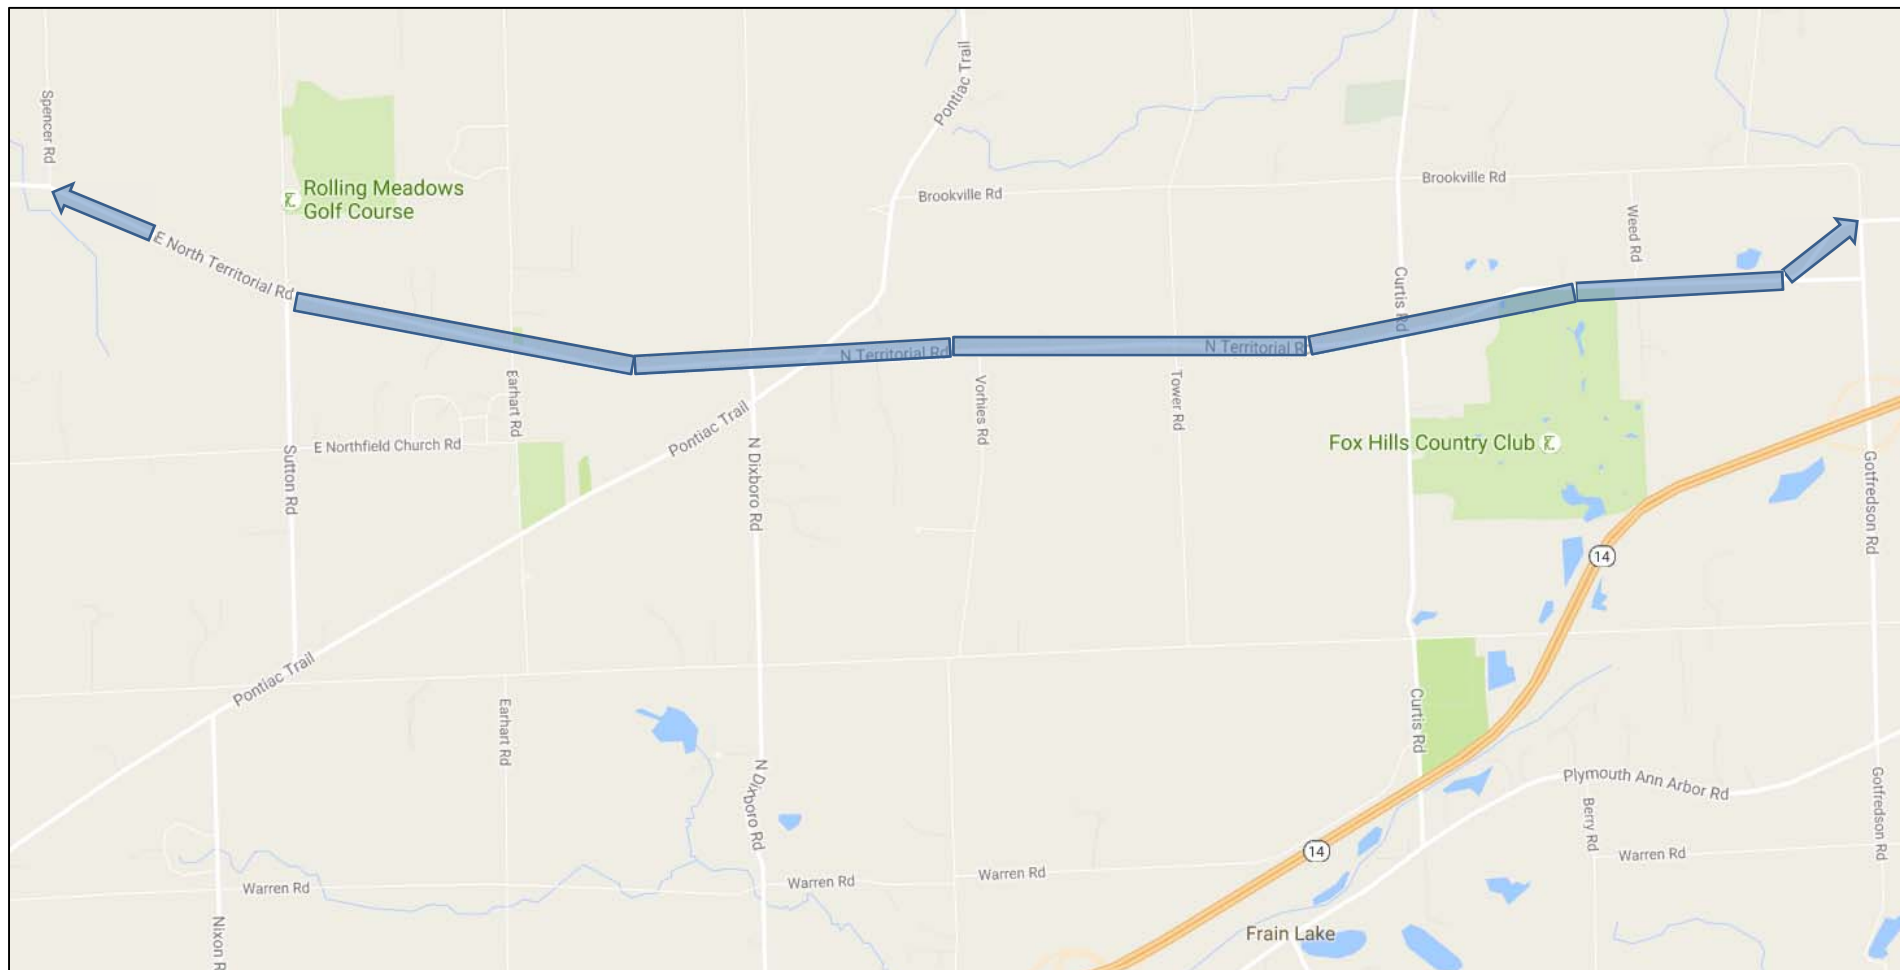 Pontiac Trail
Spencer Rd
Rolling Meadows
Golf Course
Brookville Rd
Brookville Rd
Weed Rd
E North Territorial Rd
Curtis Rd
N Territorial Rd
N Territorial R
Earhart Rd
Vorhies Rd
Tower Rd
Pontiac Trail
E Northfield Church Rd
Sutton Rd
N Dixboro Rd
Fox Hills Country Club
Gotfredson Rd
14
Pontiac Trail
Earhart Rd
Curtis Rd
N Dixboro Rd
Plymouth Ann Arbor Rd
Berry Rd
Gotfredson Rd
14
Warren Rd
Warren Rd
Warren Rd
Warren Rd
Nixon R
Frain Lake